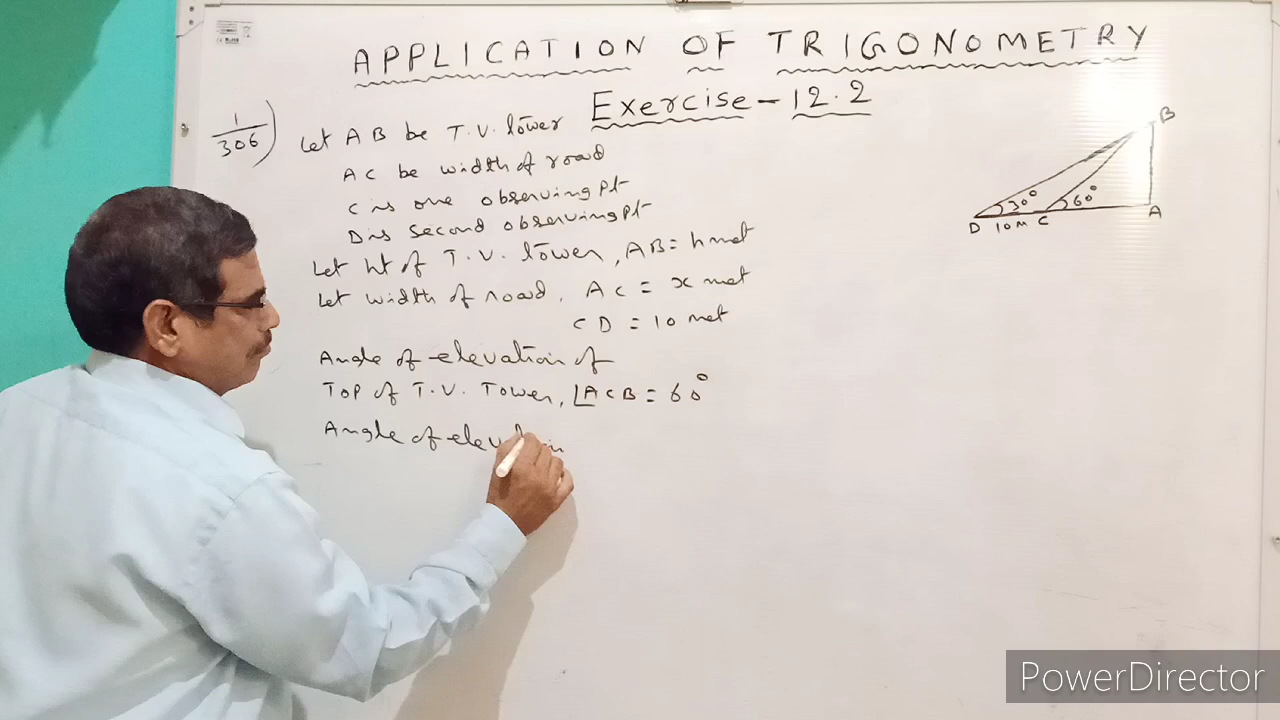 APPLICATION OF TRIGONOMETRY
Exercise - 12.2
1/306)
Let AB be T.V. tower
AC be width of road
C is one observing pt
D is second observing pt
Let ht of T.V. tower, AB = h met
Let width of road, AC = x met
CD = 10 met
Angle of elevation of
Top of T.V. Tower, ∠ACB = 60°
Angle of elevation
B
30° 60°
D 10M C A
PowerDirector